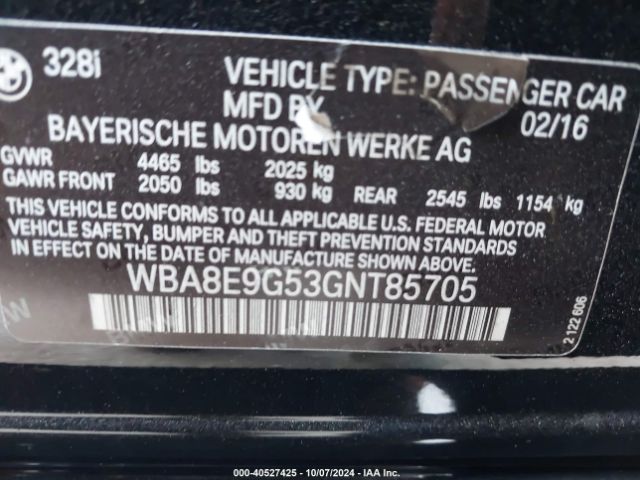 328i
VEHICLE TYPE: PASSENGER CAR
MFD BY
02/16
BAYERISCHE MOTOREN WERKE AG
GVWR 4465 lbs 2025 kg
GAWR FRONT 2050 lbs 930 kg REAR 2545 lbs 1154 kg
THIS VEHICLE CONFORMS TO ALL APPLICABLE U.S. FEDERAL MOTOR
VEHICLE SAFETY, BUMPER AND THEFT PREVENTION STANDARDS
IN EFFECT ON THE DATE OF MANUFACTURE SHOWN ABOVE.
WBA8E9G53GNT85705
2 122 606
00-40527425 - 10/07/2024 - IAA Inc.